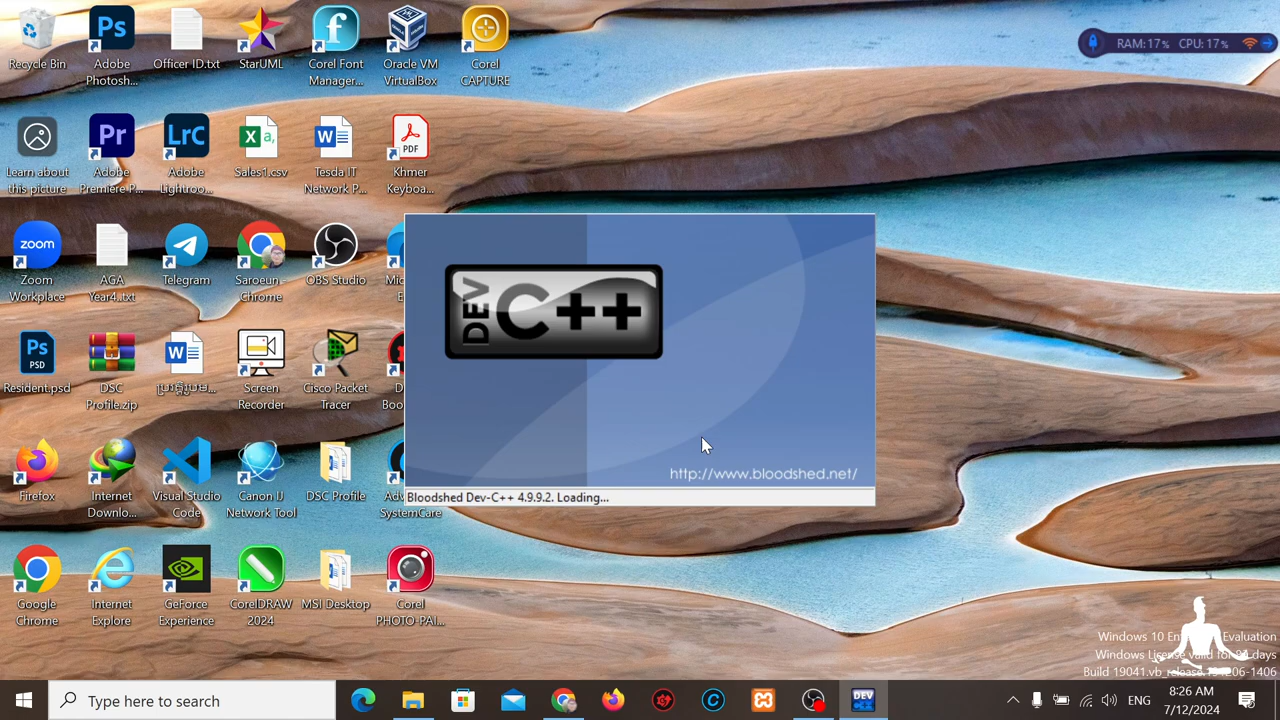 Recycle Bin
Adobe
Photosh...
Officer ID.txt
StarUML
Corel Font
Manager...
Oracle VM
VirtualBox
Corel
CAPTURE
RAM:17% CPU:17%
Learn about
this picture
Adobe
Premiere P...
Adobe
Lightroo...
Sales1.csv
Tesda IT
Network P...
Khmer
Keyboa...
Zoom
Workplace
AGA
Year4..txt
Telegram
Saroeun -
Chrome
OBS Studio
DEV C++
http://www.bloodshed.net/
Bloodshed Dev-C++ 4.9.9.2. Loading...
Resident.psd
DSC
Profile.zip
Screen
Recorder
Cisco Packet
Tracer
Firefox
Internet
Downlo...
Visual Studio
Code
Canon IJ
Network Tool
DSC Profile
SystemCare
Google
Chrome
Internet
Explore
GeForce
Experience
CorelDRAW
2024
MSI Desktop
Corel
PHOTO-PAI...
Windows 10 Evaluation
Windows License valid for days
Type here to search
ENG
8:26 AM
7/12/2024